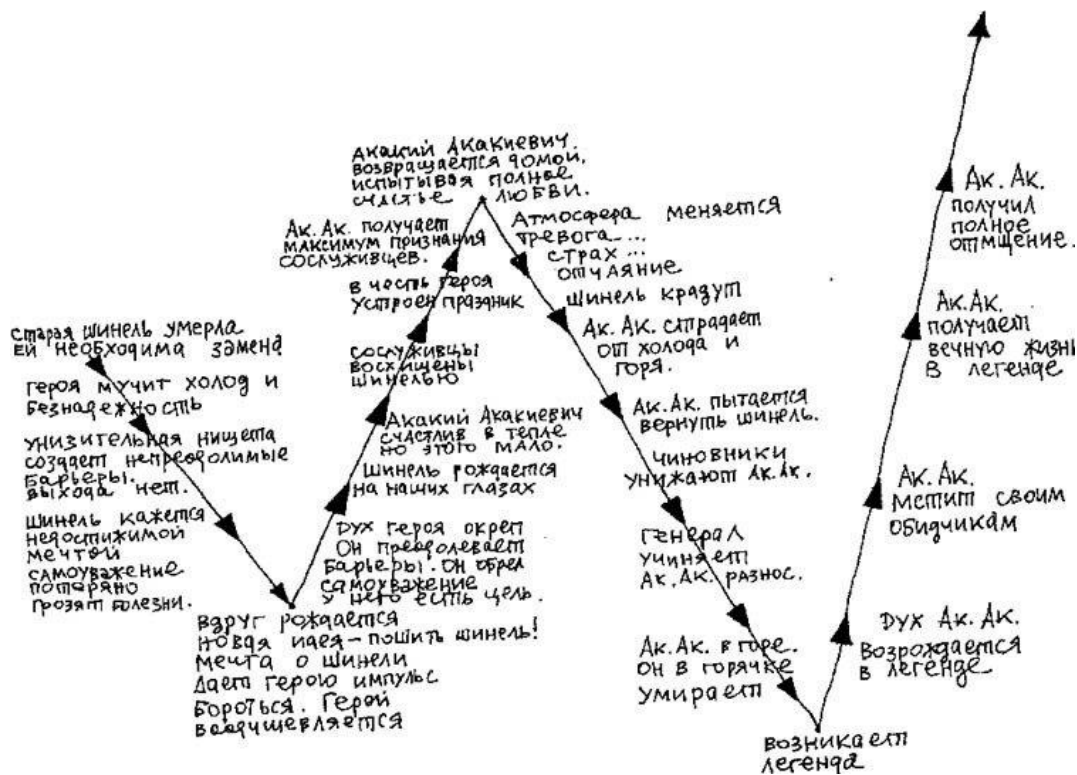 Старая шинель умерла
ей необходима замена
героя мучит холод и
безнадежность
унизительная нищета
создает непреодолимые
барьеры.
выхода нет.
шинель кажется
недостижимой
мечтой
самоуважение
потеряно
грозят болезни.
вдруг рождается
новая идея — пошить шинель!
мечта о шинели
дает герою импульс
бороться. Герой
воодушевляется
дух героя окреп
Он преодолевает
барьеры. Он обрел
самоуважение
У него есть цель.
шинель рождается
на наших глазах
Акакий Акакиевич
счастлив в тепле
но этого мало.
сослуживцы
восхищены
шинелью
в честь героя
устроен праздник
Ак. Ак. получает
максимум признания
сослуживцев.
Акакий Акакиевич
возвращается домой,
испытывая полное
счастье любви.
Атмосфера меняется
тревога ...
страх ...
отчаяние
шинель крадут
Ак. Ак. страдает
от холода и
горя.
Ак. Ак. пытается
вернуть шинель.
чиновники
унижают Ак. Ак.
Генерал
учиняет
Ак. Ак. разнос.
Ак. Ак. в горе.
Он в горячке
умирает
возникает
легенда
Дух Ак. Ак.
возрождается
в легенде
Ак. Ак.
мстит своим
обидчикам
Ак. Ак.
получает
вечную жизнь
в легенде
Ак. Ак.
получил
полное
отмщение.